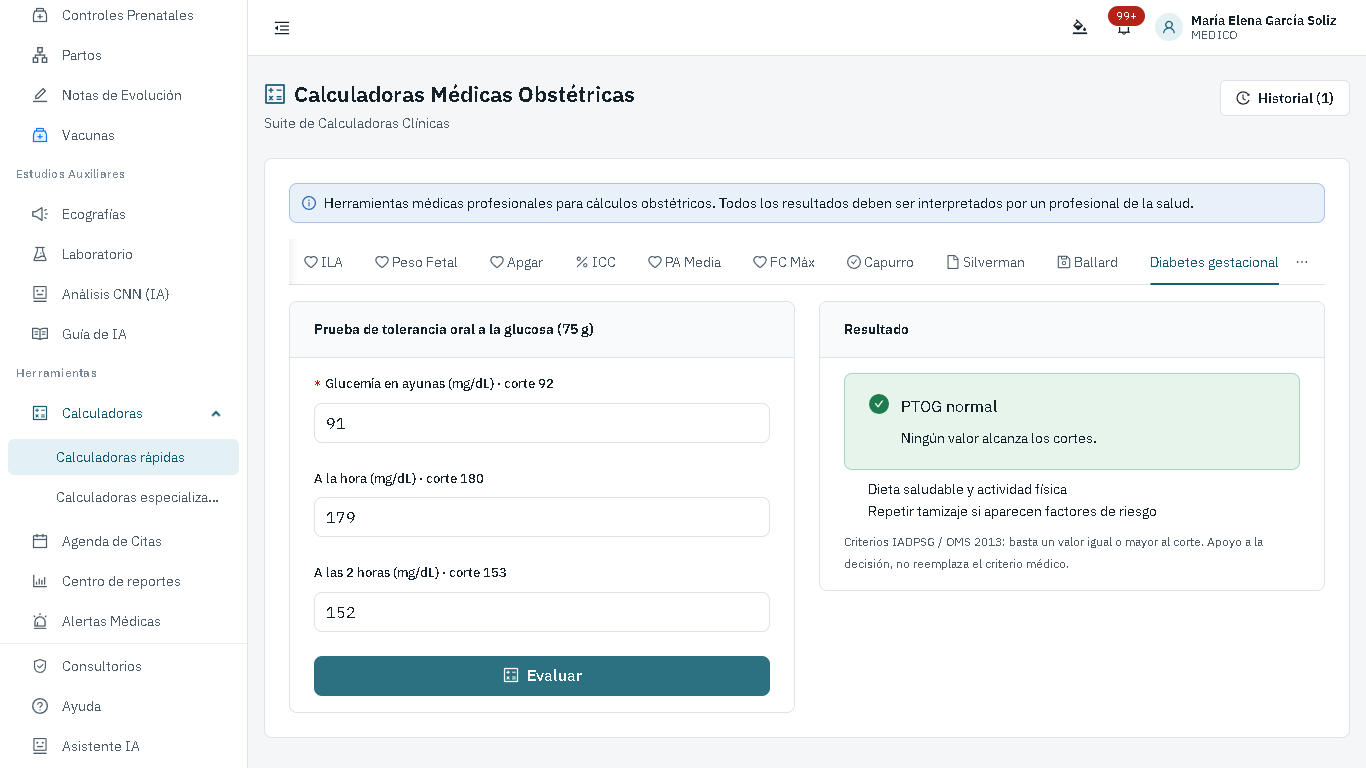 Controles Prenatales
Partos
Notas de Evolución
Vacunas
Estudios Auxiliares
Ecografías
Laboratorio
Análisis CNN (IA)
Guía de IA
Herramientas
Calculadoras
Calculadoras rápidas
Calculadoras especializa...
Agenda de Citas
Centro de reportes
Alertas Médicas
Consultorios
Ayuda
Asistente IA
99+
María Elena García Soliz
MEDICO
Calculadoras Médicas Obstétricas
Suite de Calculadoras Clínicas
Historial (1)
Herramientas médicas profesionales para cálculos obstétricos. Todos los resultados deben ser interpretados por un profesional de la salud.
ILA Peso Fetal Apgar ICC PA Media FC Máx Capurro Silverman Ballard Diabetes gestacional ...
Prueba de tolerancia oral a la glucosa (75 g)
* Glucemía en ayunas (mg/dL) · corte 92
91
A la hora (mg/dL) · corte 180
179
A las 2 horas (mg/dL) · corte 153
152
Evaluar
Resultado
PTOG normal
Ningún valor alcanza los cortes.
Dieta saludable y actividad física
Repetir tamizaje si aparecen factores de riesgo
Criterios IADPSG / OMS 2013: basta un valor igual o mayor al corte. Apoyo a la
decisión, no reemplaza el criterio médico.